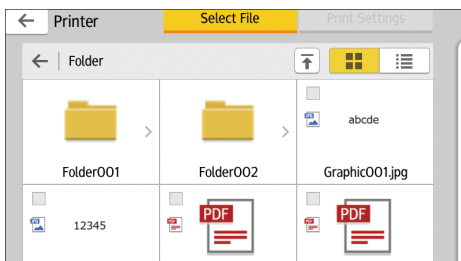 Printer
Select File
Print Settings
Folder
abcde
Folder001
Folder002
Graphic001.jpg
12345
PDF
PDF